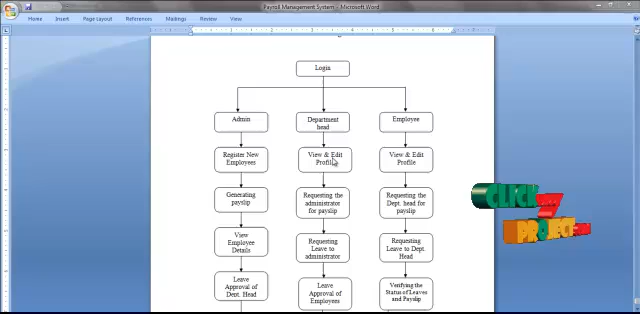 Payroll Management System - Microsoft Word
Home Insert Page Layout References Mailings Review View
Login
Admin
Department
head
Employee
Register New
Employees
View & Edit
Profile
View & Edit
Profile
Generating
payslip
Requesting the
administrator
for payslip
Requesting the
Dept. head for
payslip
View
Employee
Details
Requesting
Leave to
administrator
Requesting
Leave to Dept.
Head
Leave
Approval of
Dept. Head
Leave
Approval of
Employees
Verifying the
Status of Leaves
and Payslip
CLICK
PROJECT